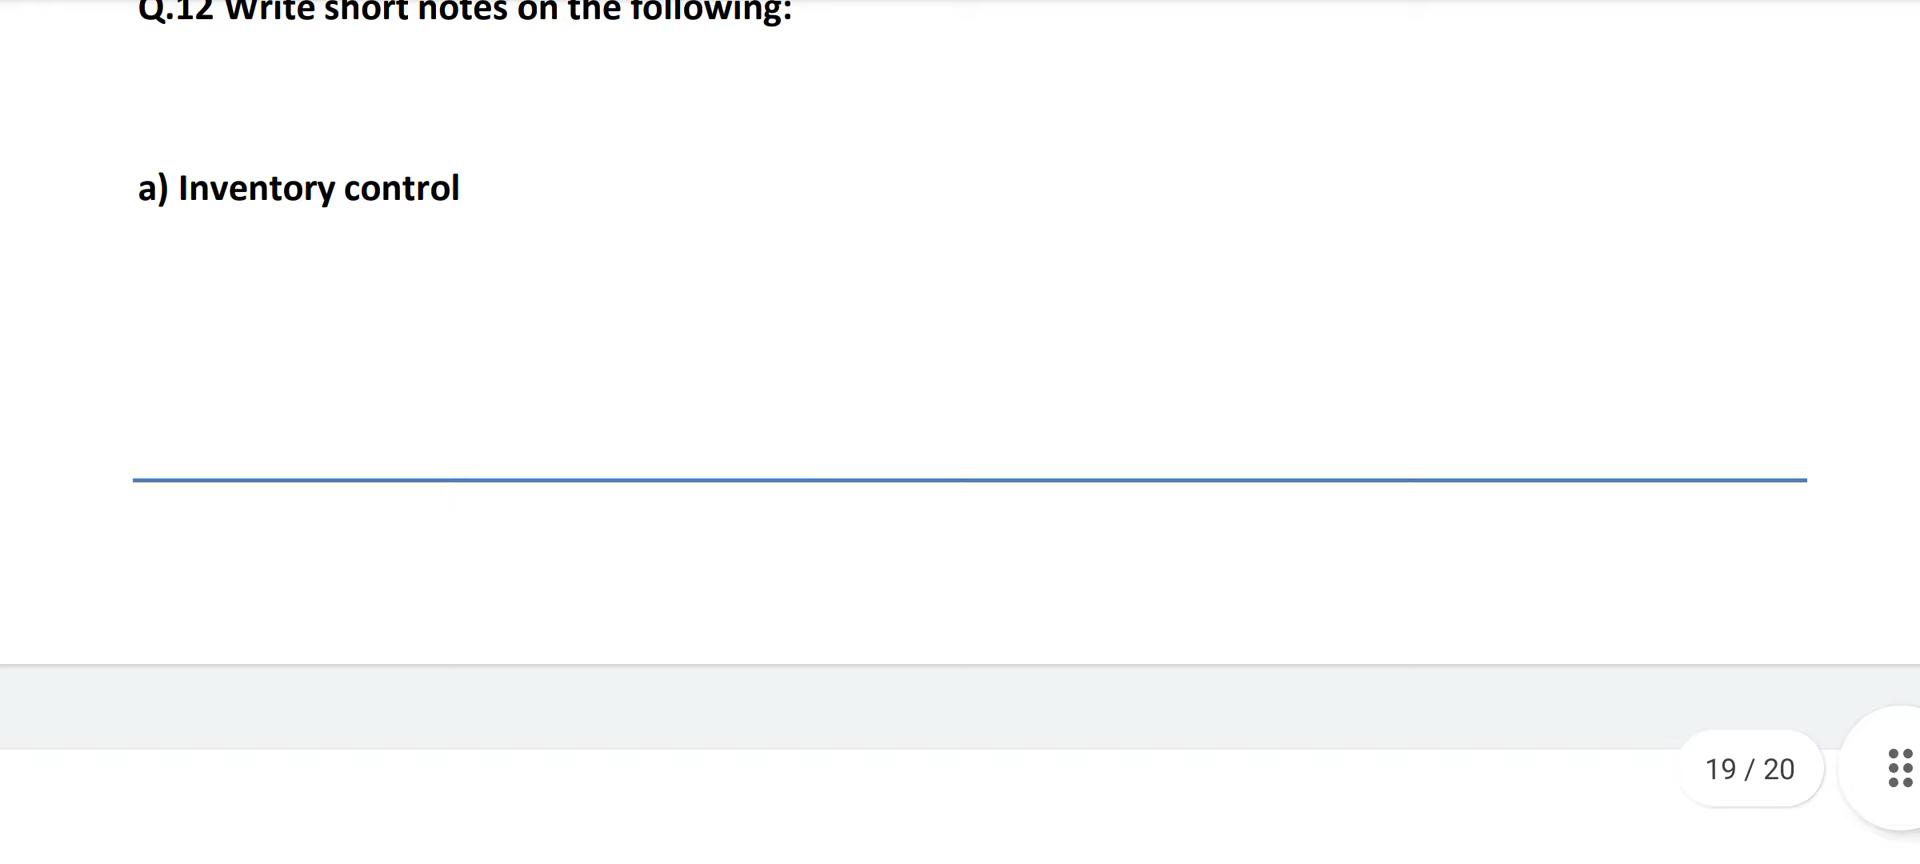 Q.12 Write short notes on the following:
a) Inventory control
19 / 20